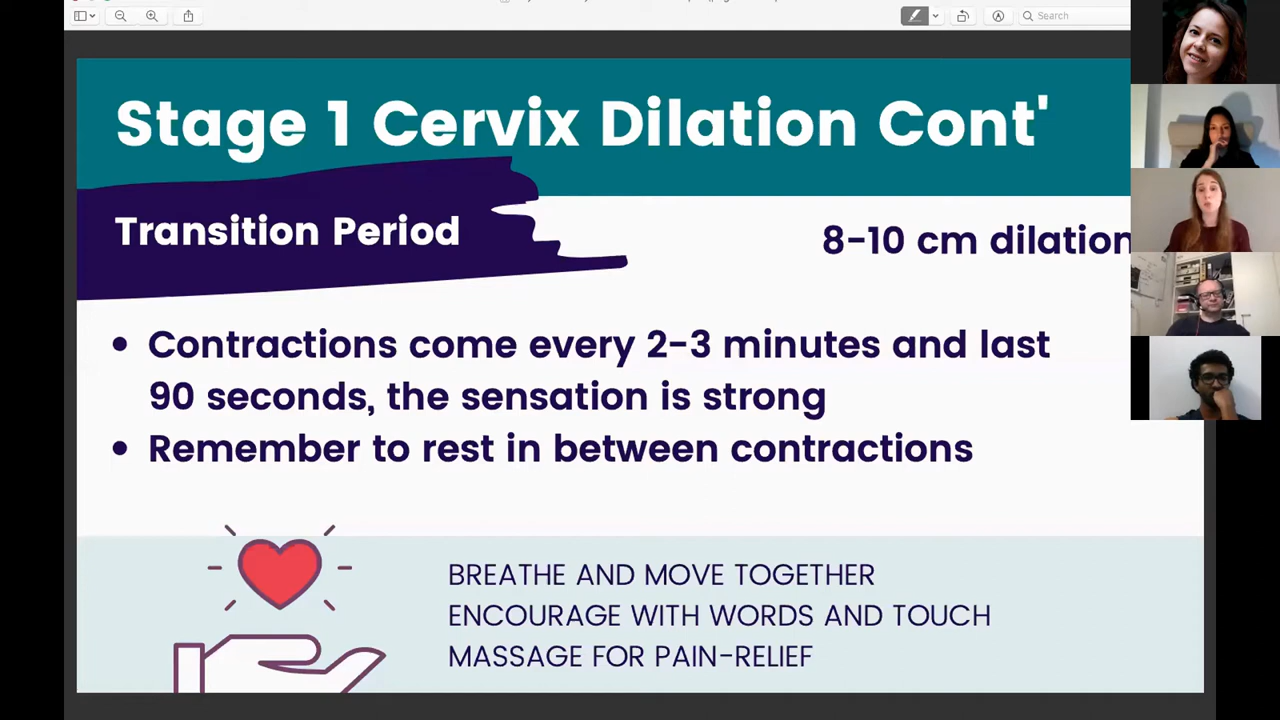 Search
Stage 1 Cervix Dilation Cont'
Transition Period
8-10 cm dilation
• Contractions come every 2-3 minutes and last
90 seconds, the sensation is strong
• Remember to rest in between contractions
BREATHE AND MOVE TOGETHER
ENCOURAGE WITH WORDS AND TOUCH
MASSAGE FOR PAIN-RELIEF